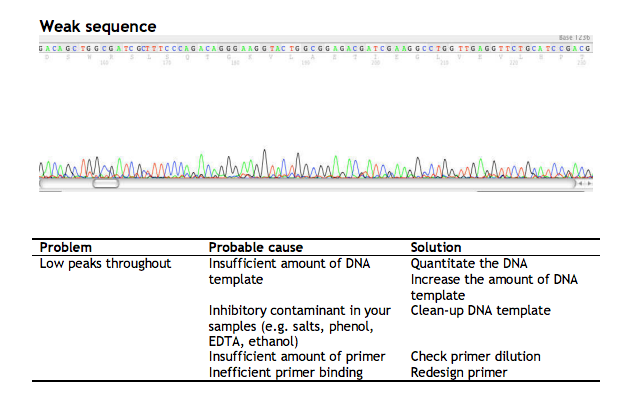 Weak sequence
Base 1236
GACAGCTGGCGATCGCTTTCCCAGACAGGGAAGGTACTGGCGGAGACGATCGAAGGCCTGGTTGAGGTTCTGCATCCGACG
Problem Probable cause Solution
Low peaks throughout Insufficient amount of DNA Quantitate the DNA
template Increase the amount of DNA
template
Inhibitory contaminant in your Clean-up DNA template
samples (e.g. salts, phenol,
EDTA, ethanol)
Insufficient amount of primer Check primer dilution
Inefficient primer binding Redesign primer